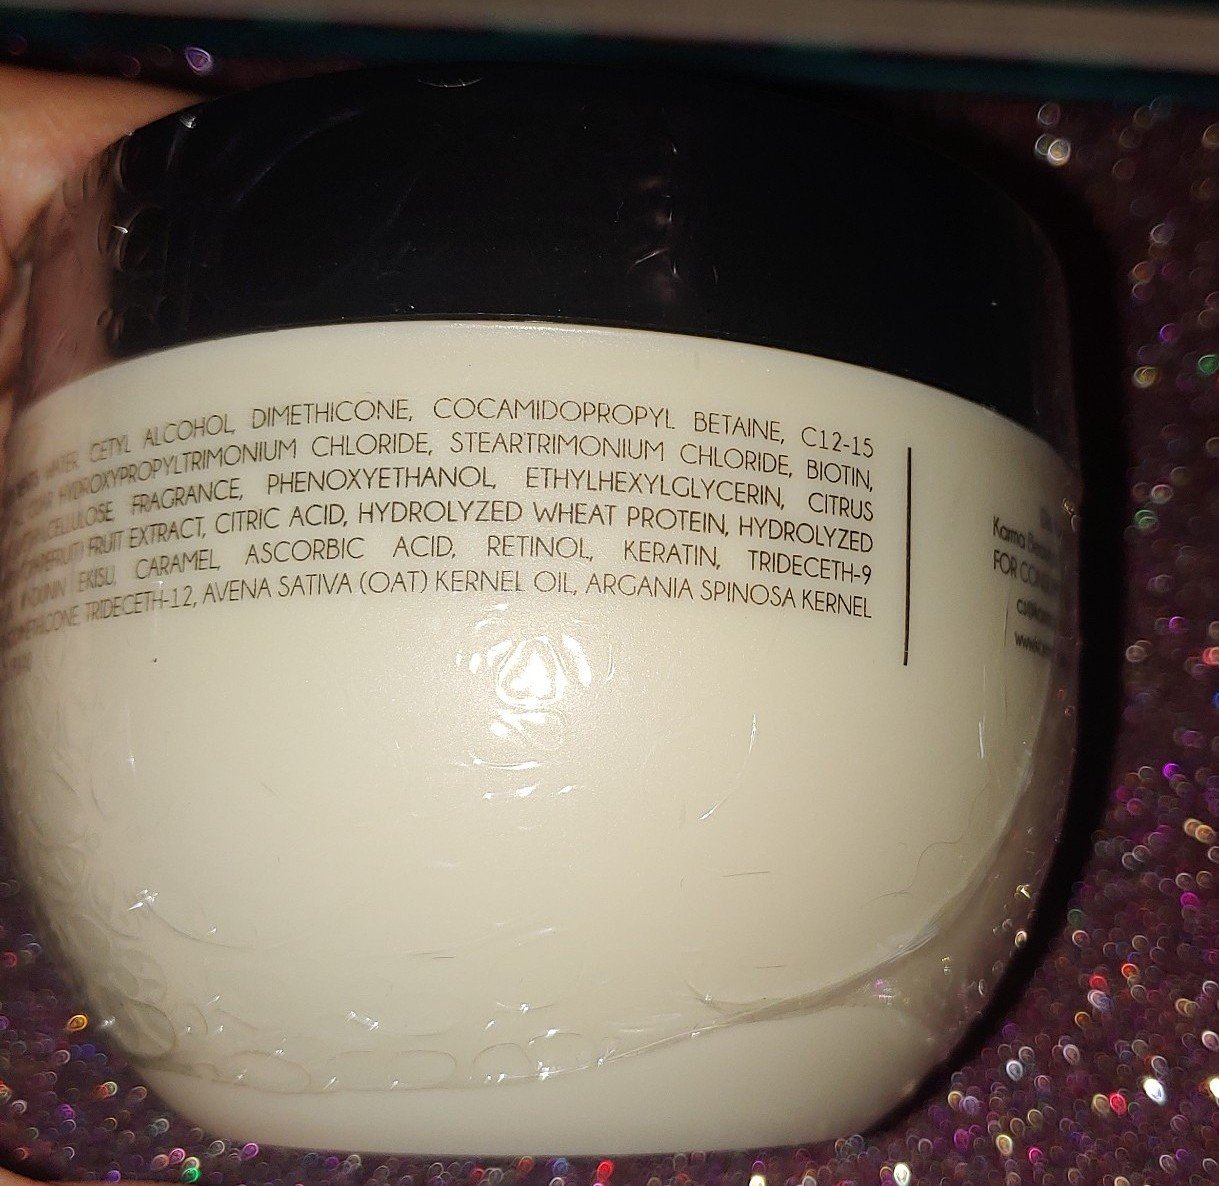 WATER, CETYL ALCOHOL, DIMETHICONE, COCAMIDOPROPYL BETAINE, C12-15
HYDROXYPROPYLTRIMONIUM CHLORIDE, STEARTRIMONIUM CHLORIDE, BIOTIN,
FRAGRANCE, PHENOXYETHANOL, ETHYLHEXYLGLYCERIN, CITRUS
FRUIT EXTRACT, CITRIC ACID, HYDROLYZED WHEAT PROTEIN, HYDROLYZED
EKISU, CARAMEL, ASCORBIC ACID, RETINOL, KERATIN, TRIDECETH-9
TRIDECETH-12, AVENA SATIVA (OAT) KERNEL OIL, ARGANIA SPINOSA KERNEL
Karma
FOR